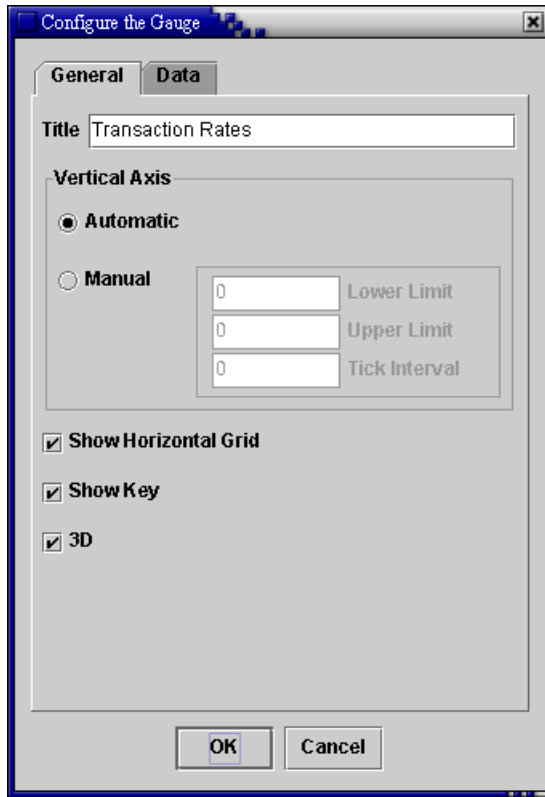 Configure the Gauge
General Data
Title Transaction Rates
Vertical Axis
Automatic
Manual
0 Lower Limit
0 Upper Limit
0 Tick Interval
Show Horizontal Grid
Show Key
3D
OK Cancel